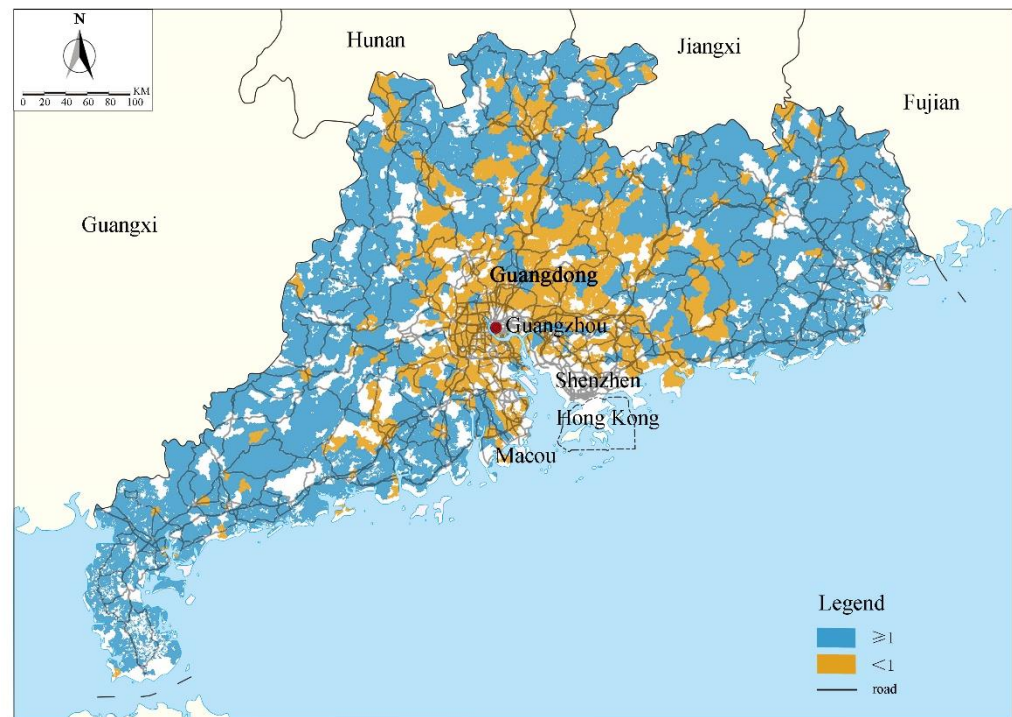 N
KM
0 20 40 60 80 100
Hunan
Jiangxi
Fujian
Guangxi
Guangdong
Guangzhou
Shenzhen
Hong Kong
Macou
Legend
≥1
<1
road